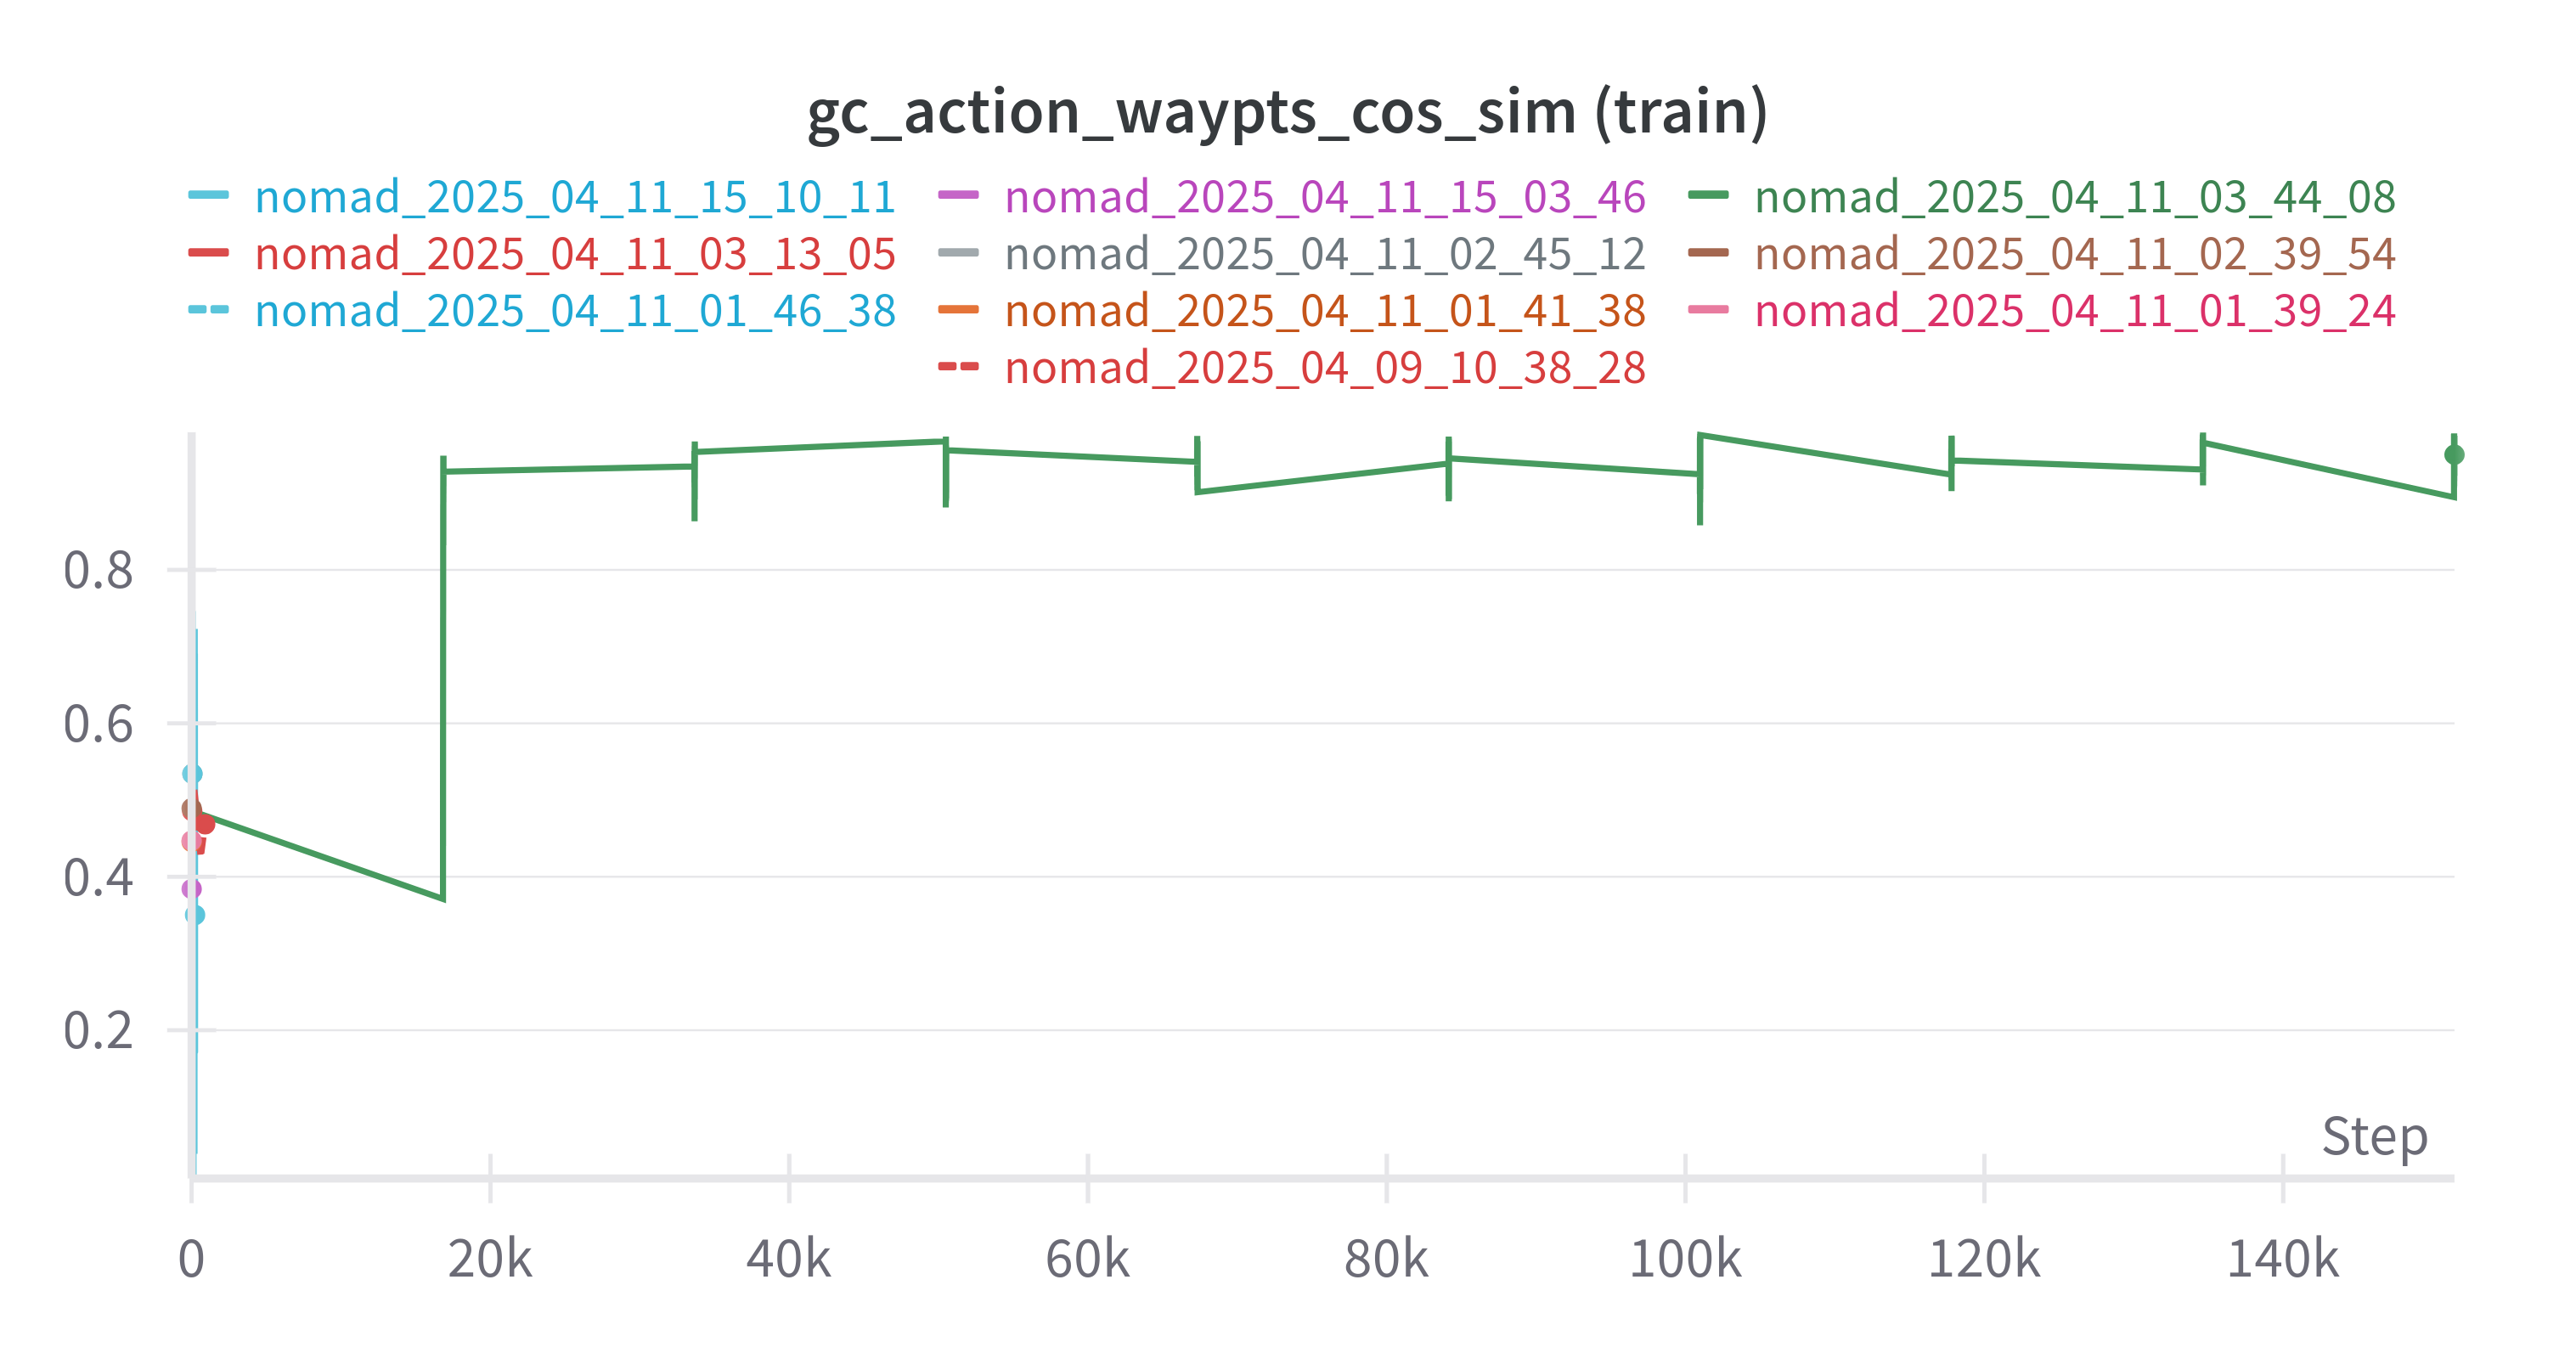 gc_action_waypts_cos_sim (train)
nomad_2025_04_11_15_10_11 nomad_2025_04_11_15_03_46 nomad_2025_04_11_03_44_08
nomad_2025_04_11_03_13_05 nomad_2025_04_11_02_45_12 nomad_2025_04_11_02_39_54
nomad_2025_04_11_01_46_38 nomad_2025_04_11_01_41_38 nomad_2025_04_11_01_39_24
nomad_2025_04_09_10_38_28
0.8
0.6
0.4
0.2
Step
0 20k 40k 60k 80k 100k 120k 140k